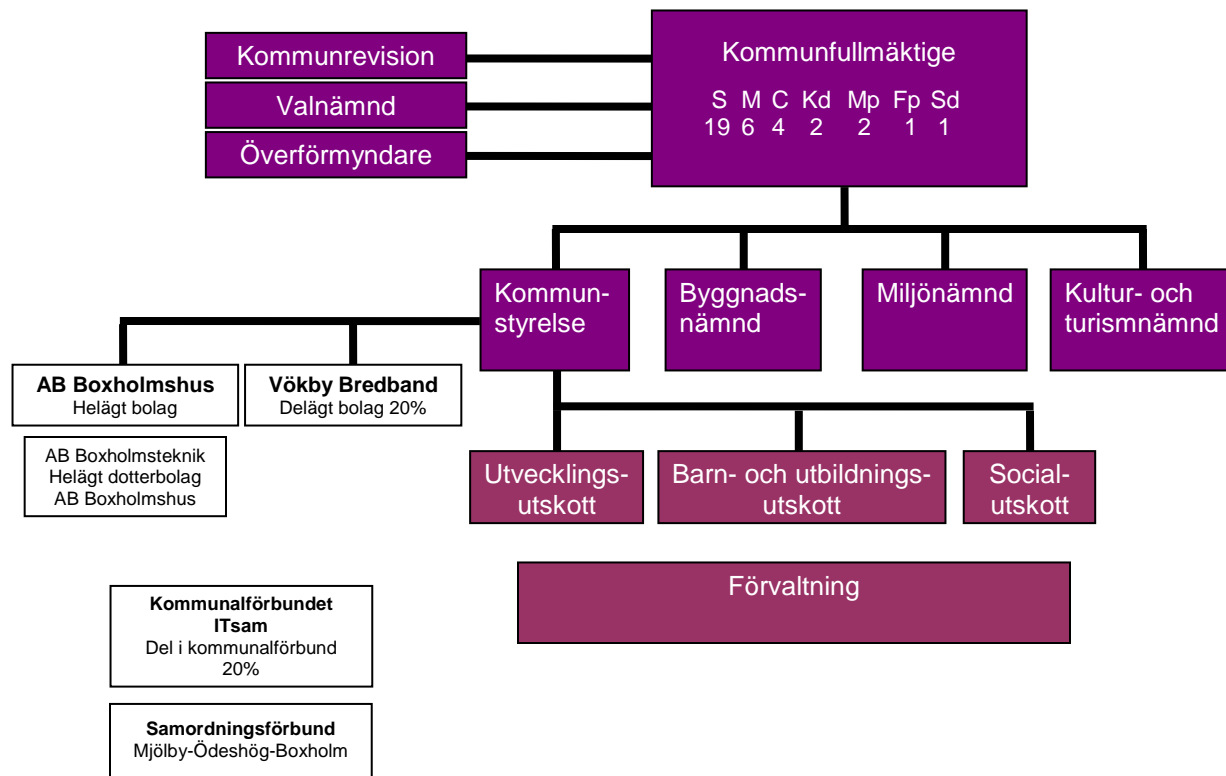 Kommunrevision
Valnämnd
Överförmyndare
Kommunfullmäktige
S M C Kd Mp Fp Sd
19 6 4 2 2 1 1
Kommun-
styrelse
Byggnads-
nämnd
Miljönämnd
Kultur- och
turismnämnd
AB Boxholmshus
Helägt bolag
Vökby Bredband
Delägt bolag 20%
AB Boxholmsteknik
Helägt dotterbolag
AB Boxholmshus
Utvecklings-
utskott
Barn- och utbildnings-
utskott
Social-
utskott
Förvaltning
Kommunalförbundet
ITsam
Del i kommunalförbund
20%
Samordningsförbund
Mjölby-Ödeshög-Boxholm